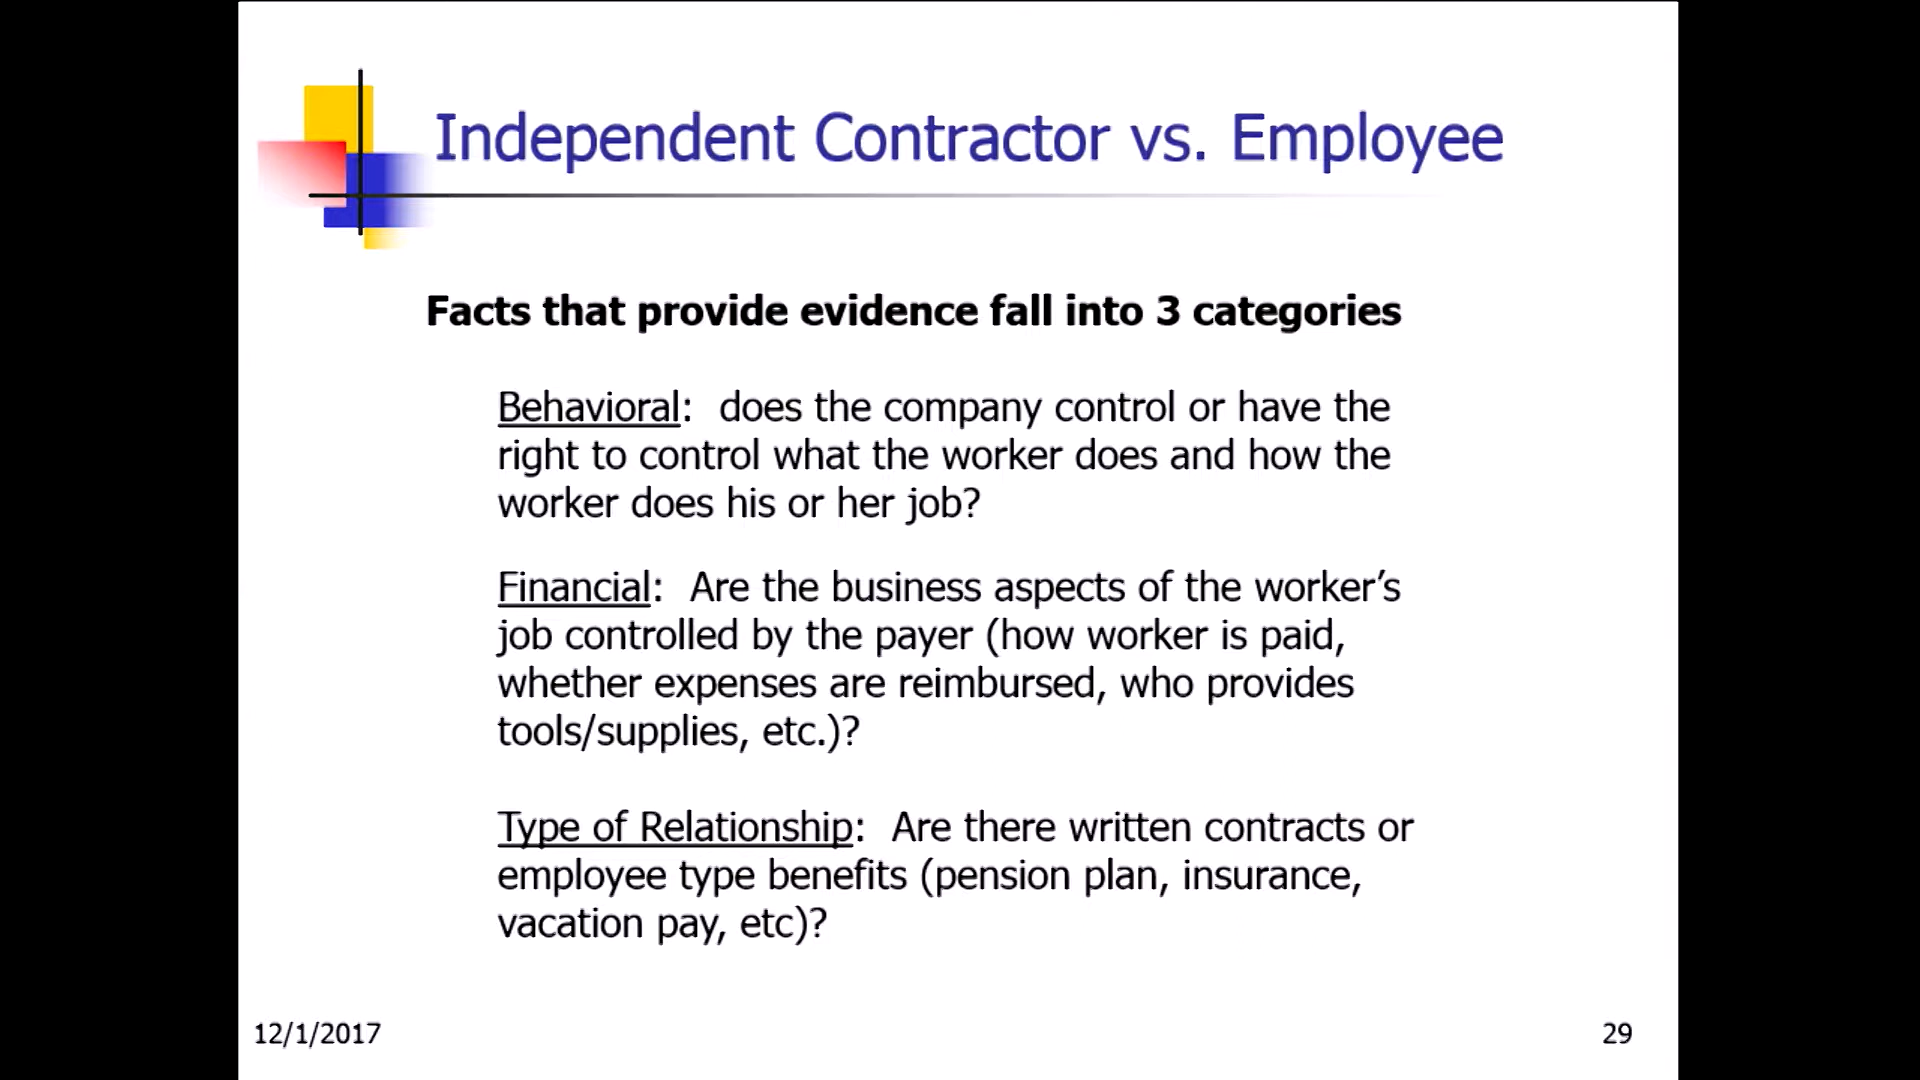 Independent Contractor vs. Employee
Facts that provide evidence fall into 3 categories
Behavioral:  does the company control or have the
right to control what the worker does and how the
worker does his or her job?
Financial:  Are the business aspects of the worker’s
job controlled by the payer (how worker is paid,
whether expenses are reimbursed, who provides
tools/supplies, etc.)?
Type of Relationship:  Are there written contracts or
employee type benefits (pension plan, insurance,
vacation pay, etc)?
12/1/2017
29